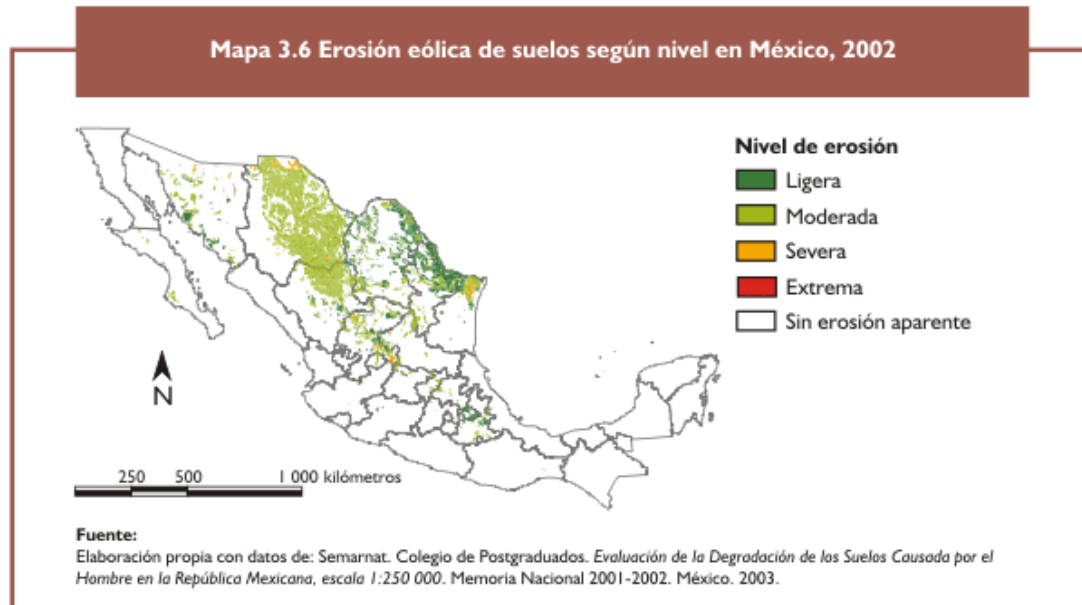 Mapa 3.6 Erosión eólica de suelos según nivel en México, 2002
Nivel de erosión
Ligera
Moderada
Severa
Extrema
Sin erosión aparente
N
250 500 1 000 kilómetros
Fuente:
Elaboración propia con datos de: Semarnat. Colegio de Postgraduados. Evaluación de la Degradación de los Suelos Causada por el
Hombre en la República Mexicana, escala 1:250 000. Memoria Nacional 2001-2002. México. 2003.